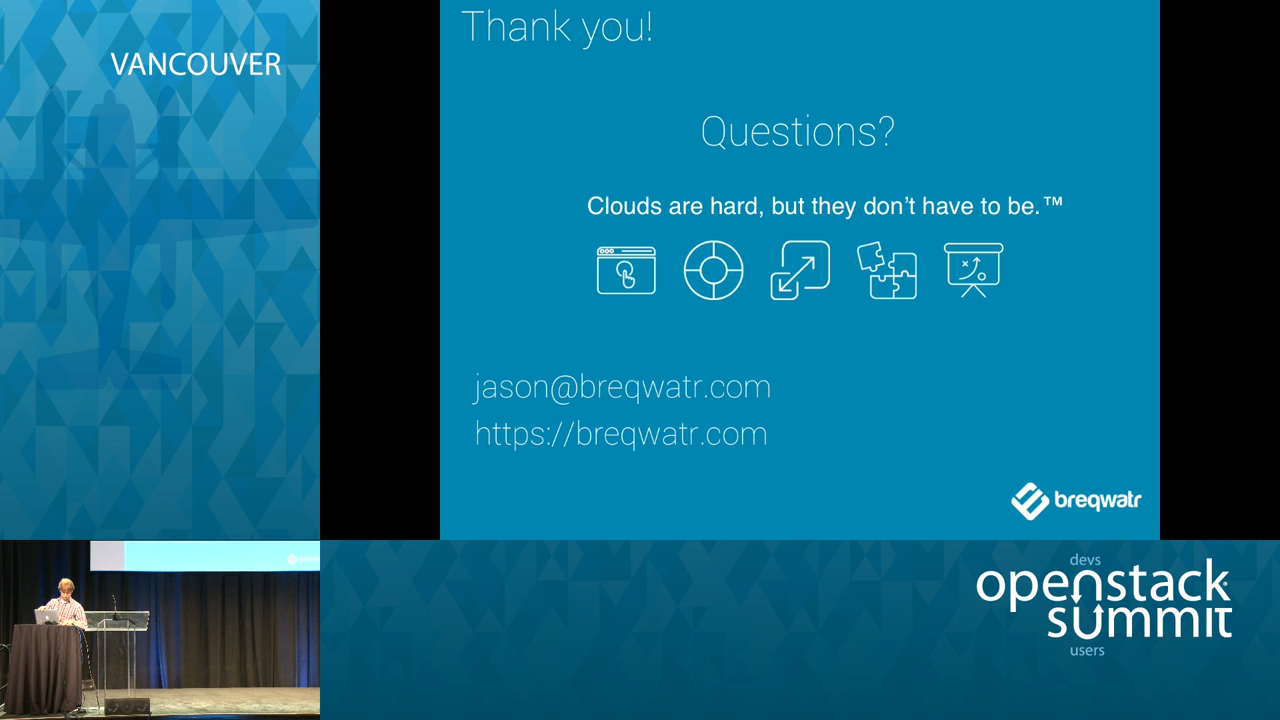 VANCOUVER
Thank you!
Questions?
Clouds are hard, but they don't have to be.™
jason@breqwatr.com
https://breqwatr.com
breqwatr
devs
openstack
summit
users